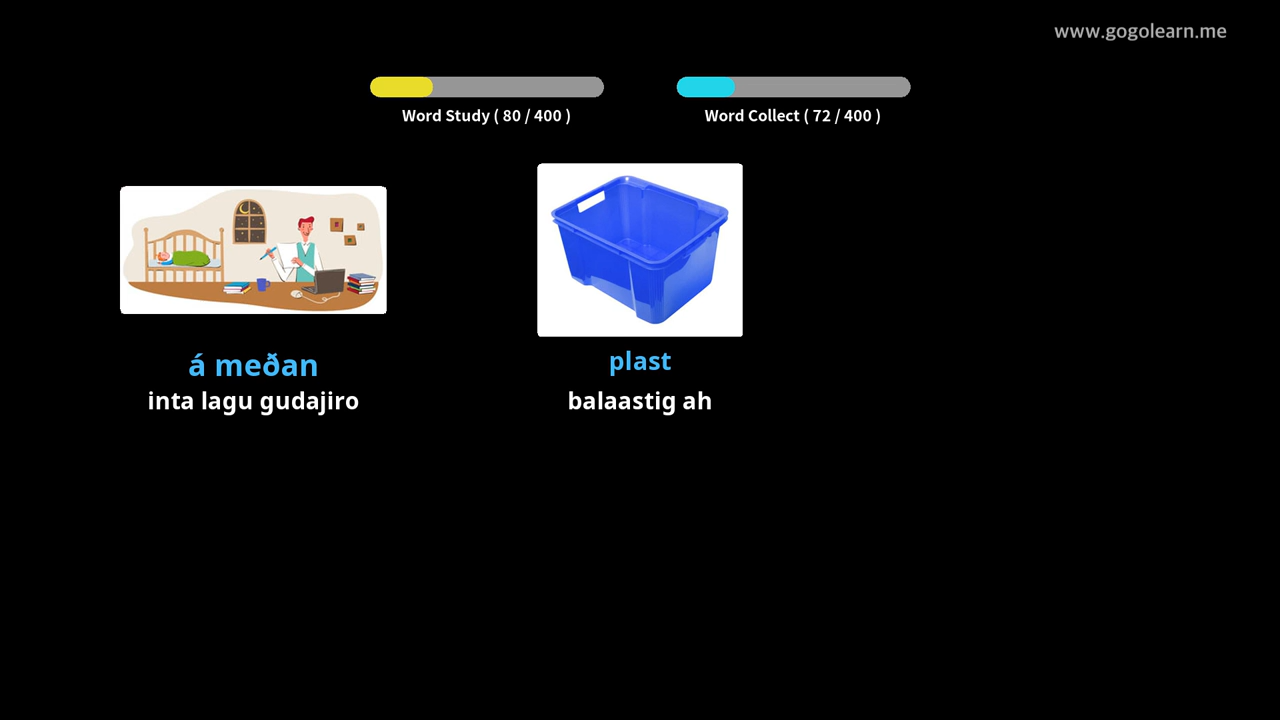 www.gogolearn.me
Word Study ( 80 / 400 )
Word Collect ( 72 / 400 )
á meðan
inta lagu gudajiro
plast
balaastig ah